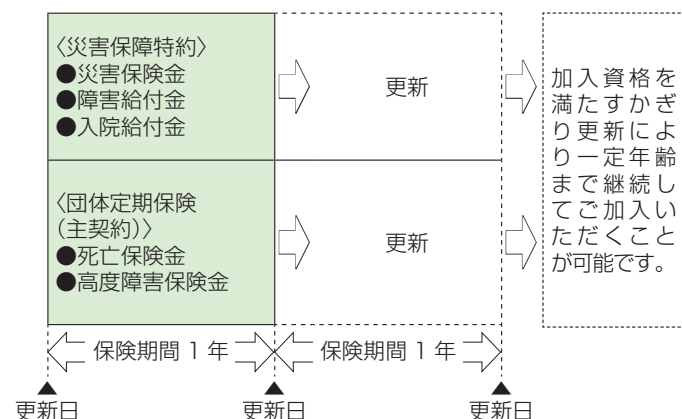 〈災害保障特約〉
●災害保険金
●障害給付金
●入院給付金
更新
〈団体定期保険
(主契約)〉
●死亡保険金
●高度障害保険金
更新
加入資格を
満たすかぎ
り更新によ
り一定年齢
まで継続し
てご加入い
ただくこと
が可能です。
保険期間 1 年
保険期間 1 年
更新日
更新日
更新日